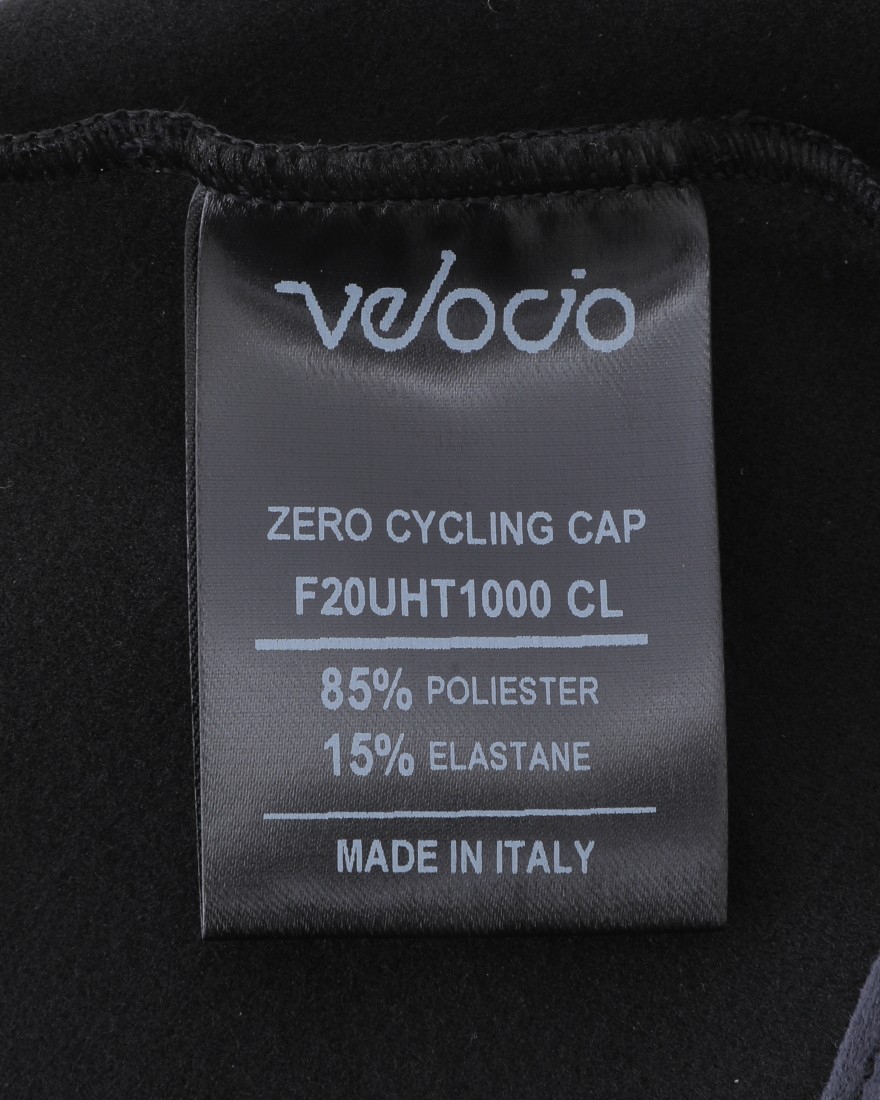 velocio
ZERO CYCLING CAP
F20UHT1000 CL
85% POLIESTER
15% ELASTANE
MADE IN ITALY